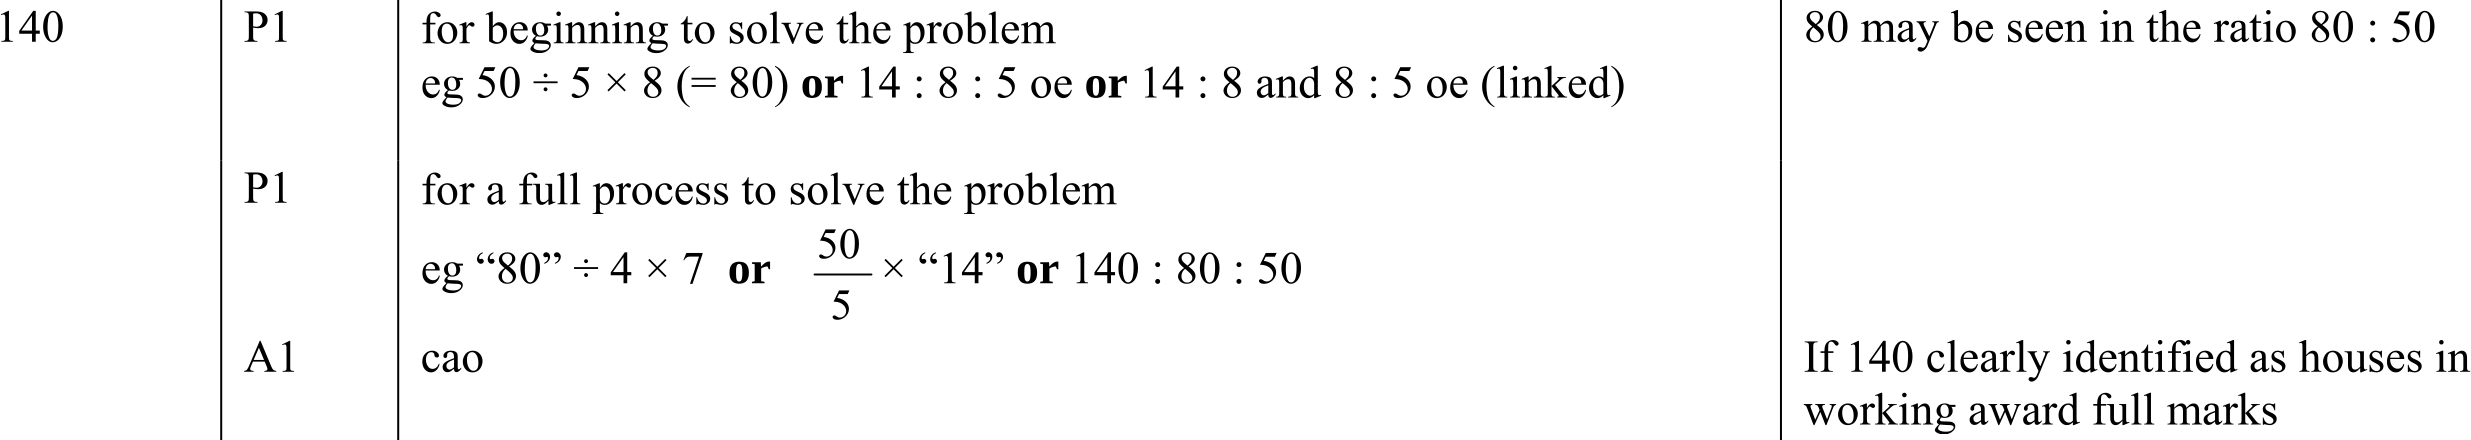 140 P1 for beginning to solve the problem 80 may be seen in the ratio 80 : 50
eg 50 ÷ 5 × 8 (= 80) or 14 : 8 : 5 oe or 14 : 8 and 8 : 5 oe (linked)
P1 for a full process to solve the problem
eg “80” ÷ 4 × 7 or 50/5 × “14” or 140 : 80 : 50
A1 cao If 140 clearly identified as houses in
working award full marks